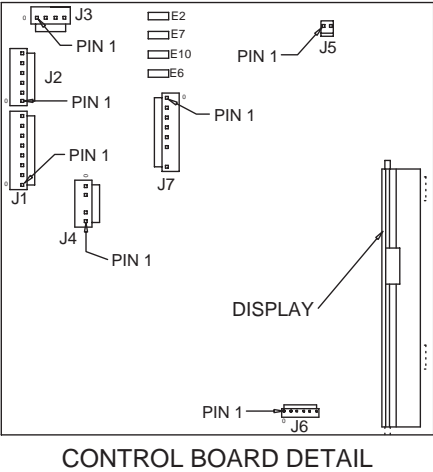 J3
E2
PIN 1
E7
J5
PIN 1
E10
J2
E6
PIN 1
PIN 1
PIN 1
J1
J7
J4
PIN 1
DISPLAY
PIN 1
J6
CONTROL BOARD DETAIL